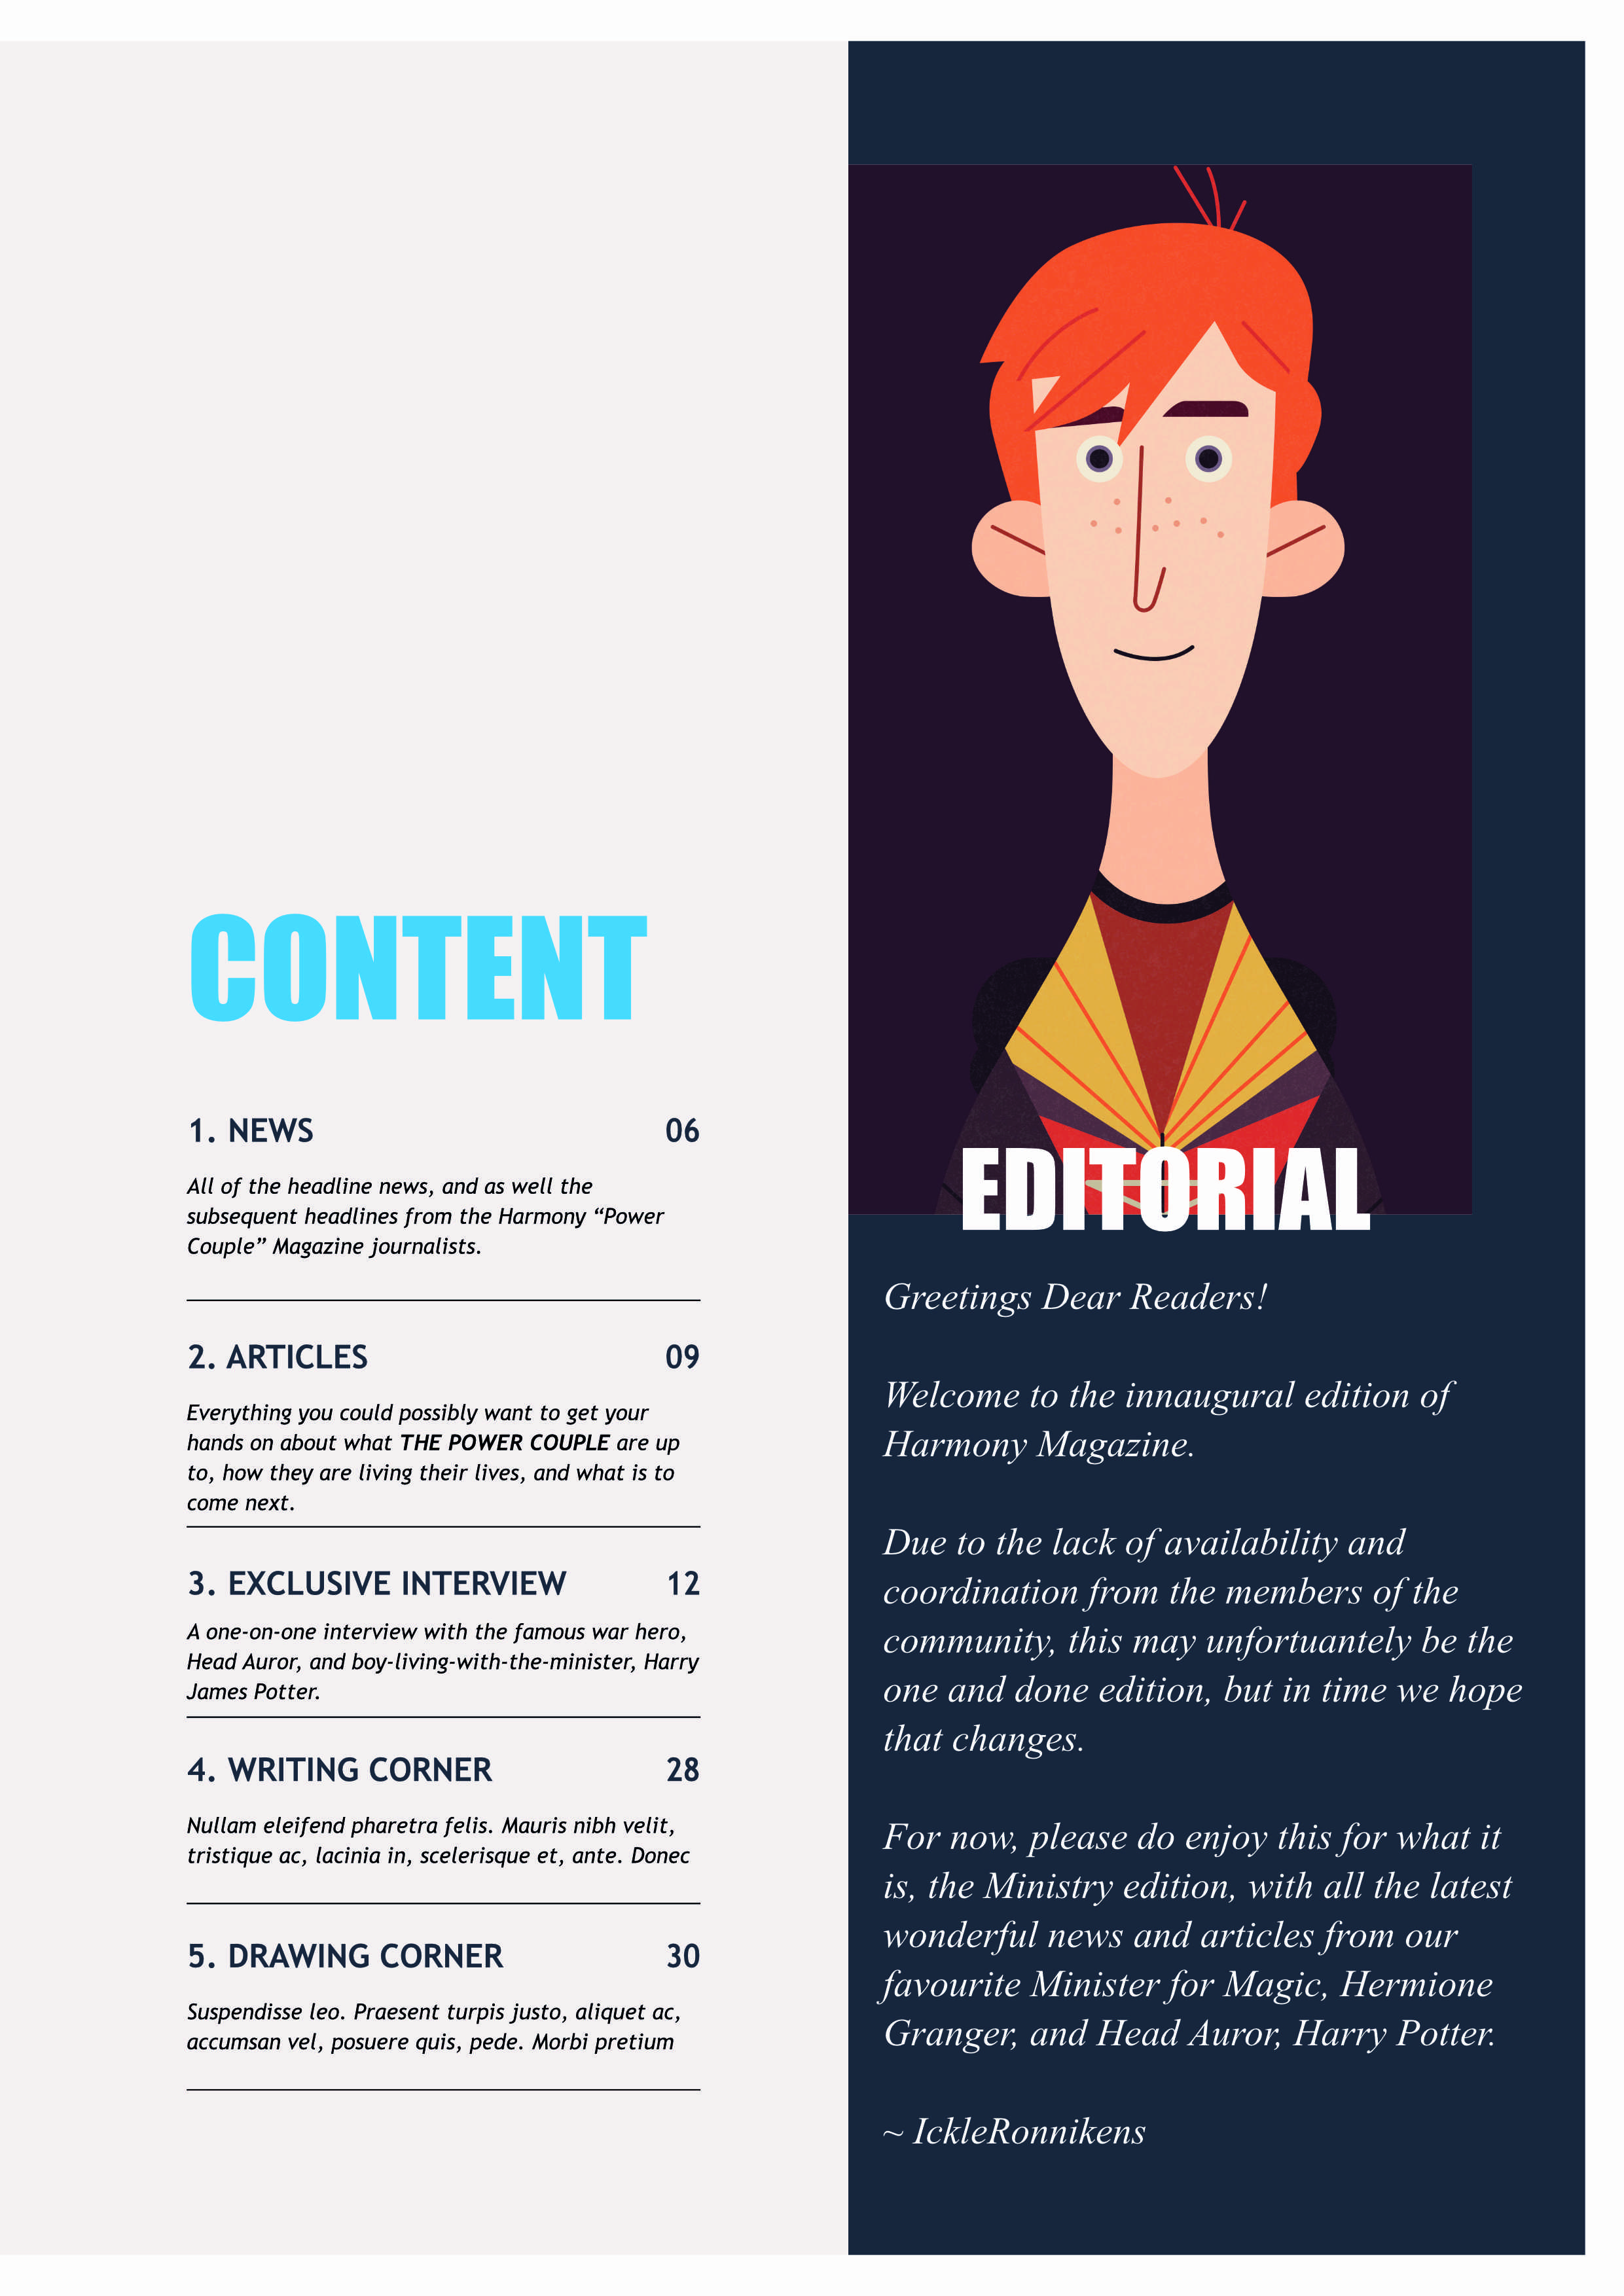 CONTENT
1. NEWS 06
All of the headline news, and as well the
subsequent headlines from the Harmony “Power
Couple” Magazine journalists.
2. ARTICLES 09
Everything you could possibly want to get your
hands on about what THE POWER COUPLE are up
to, how they are living their lives, and what is to
come next.
3. EXCLUSIVE INTERVIEW 12
A one-on-one interview with the famous war hero,
Head Auror, and boy-living-with-the-minister, Harry
James Potter.
4. WRITING CORNER 28
Nullam eleifend pharetra felis. Mauris nibh velit,
tristique ac, lacinia in, scelerisque et, ante. Donec
5. DRAWING CORNER 30
Suspendisse leo. Praesent turpis justo, aliquet ac,
accumsan vel, posuere quis, pede. Morbi pretium
EDITORIAL
Greetings Dear Readers!
Welcome to the innaugural edition of
Harmony Magazine.
Due to the lack of availability and
coordination from the members of the
community, this may unfortuantely be the
one and done edition, but in time we hope
that changes.
For now, please do enjoy this for what it
is, the Ministry edition, with all the latest
wonderful news and articles from our
favourite Minister for Magic, Hermione
Granger, and Head Auror, Harry Potter.
~ IckleRonnikens